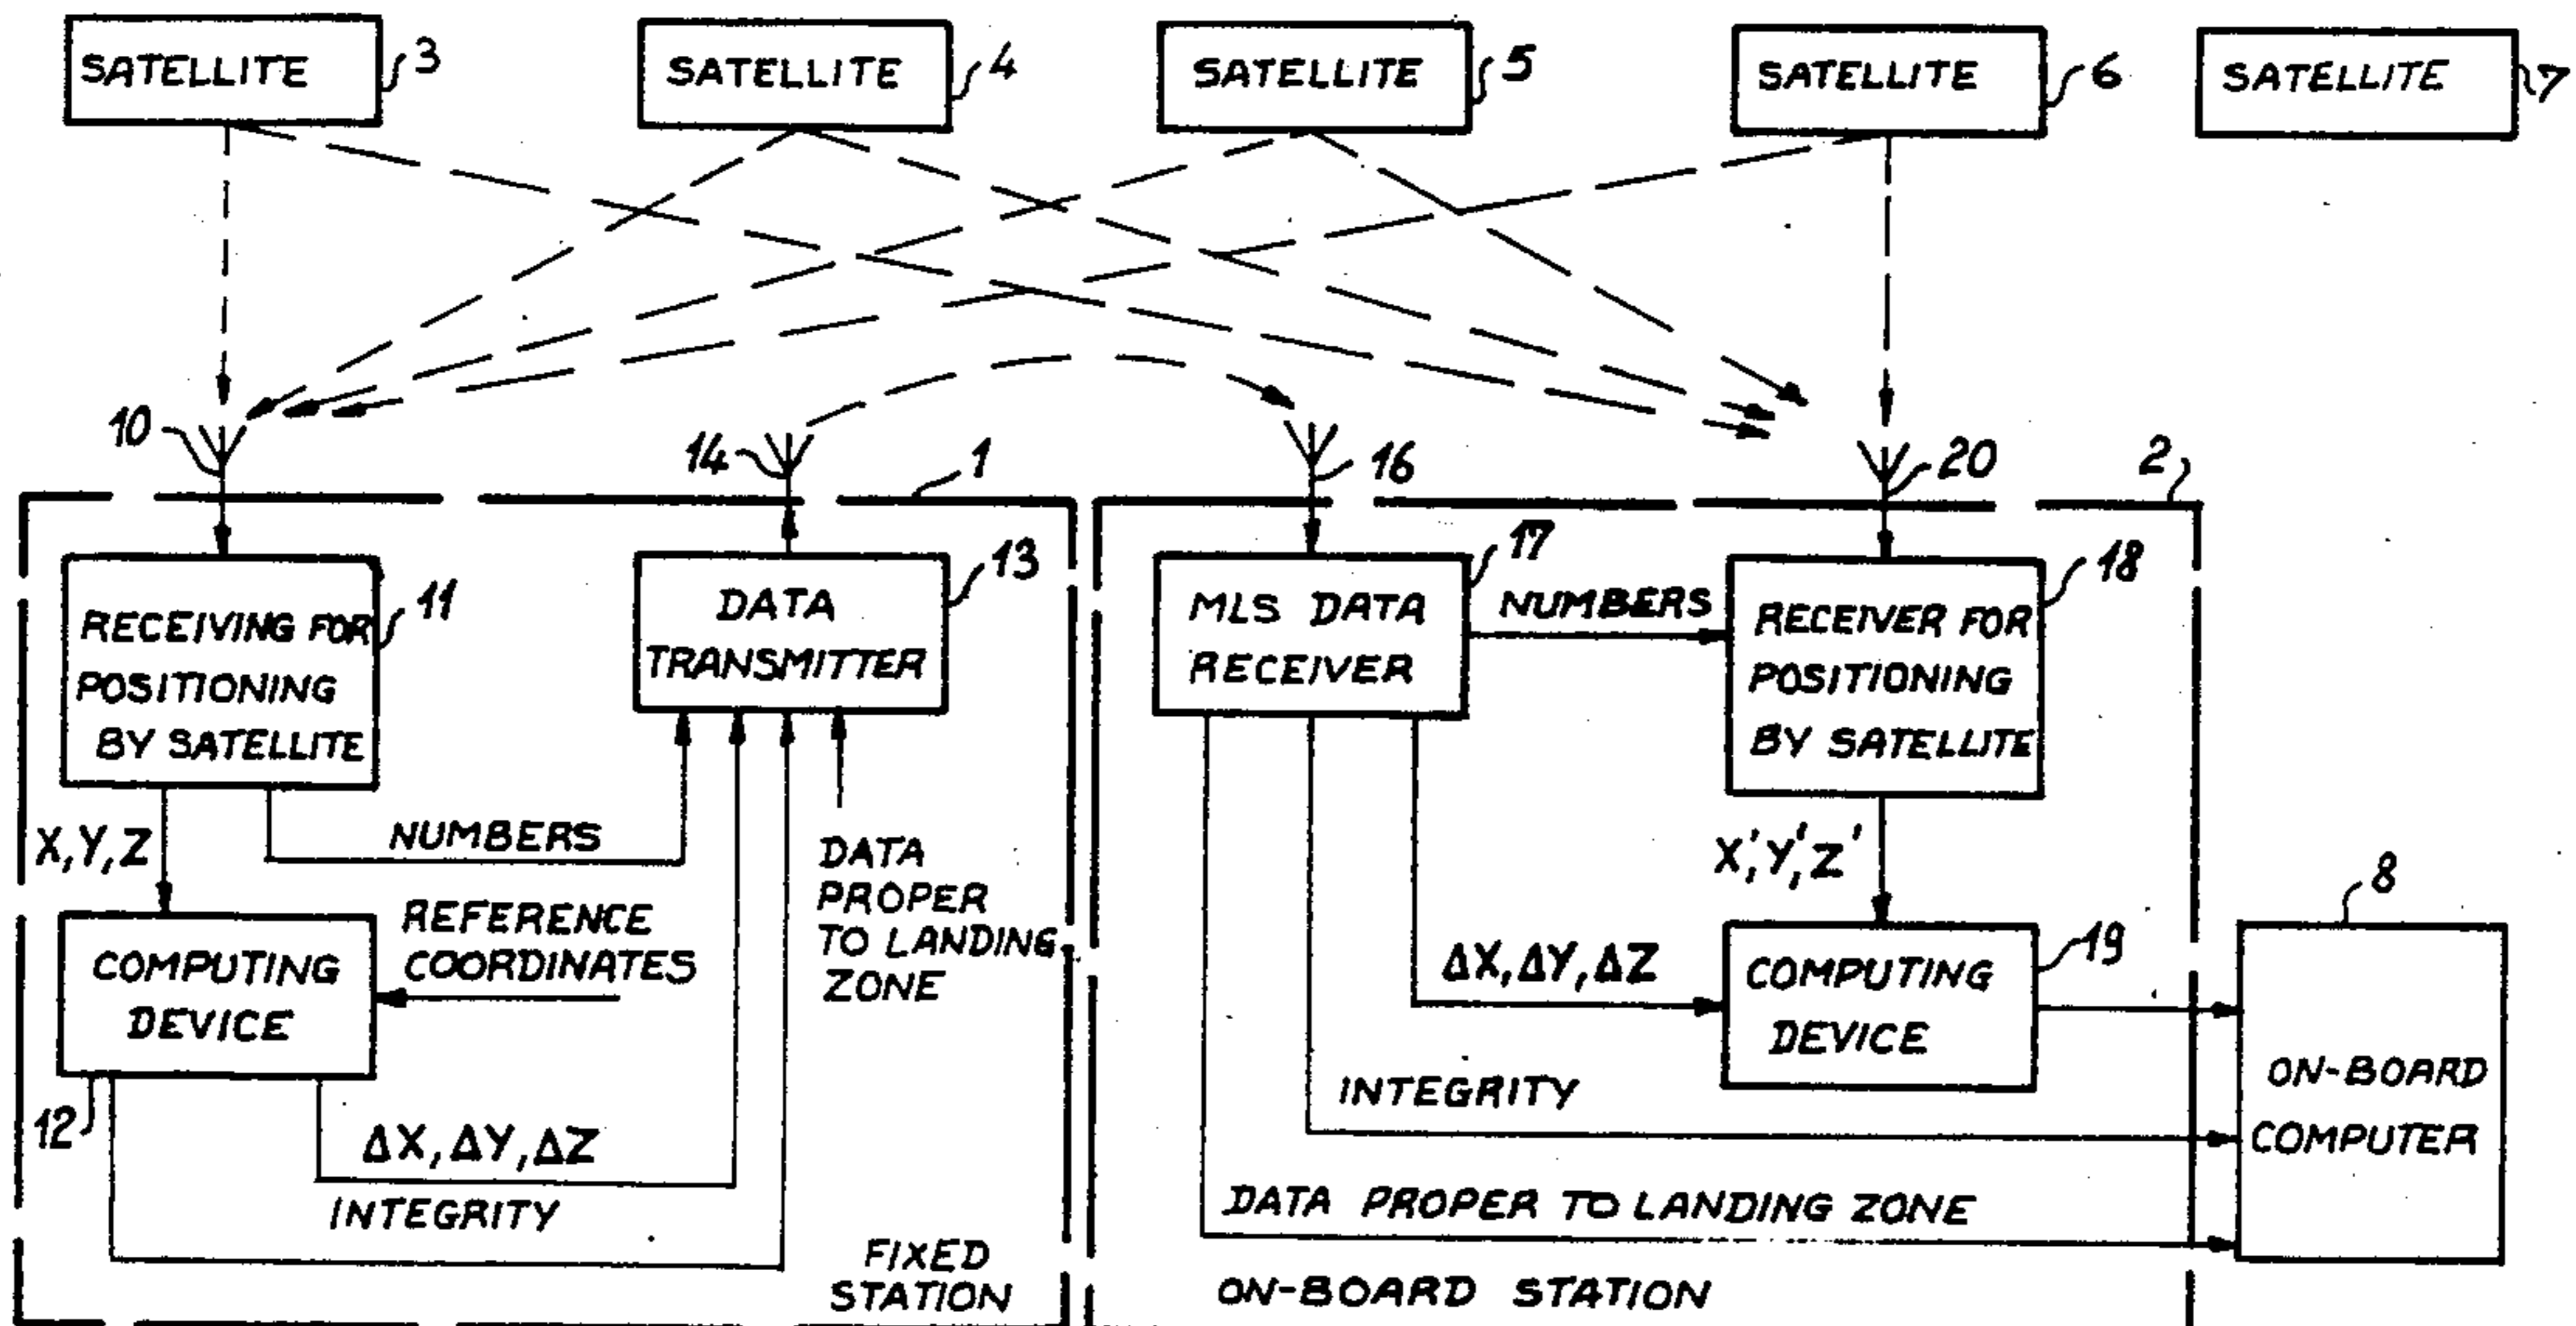 SATELLITE 3
SATELLITE 4
SATELLITE 5
SATELLITE 6
SATELLITE 7
10
14
1
16
20
2
RECEIVING FOR
POSITIONING
BY SATELLITE
11
DATA
TRANSMITTER
13
MLS DATA
RECEIVER
17
NUMBERS
RECEIVER FOR
POSITIONING
BY SATELLITE
18
X,Y,Z
NUMBERS
DATA
PROPER
TO LANDING
ZONE
X',Y',Z'
8
COMPUTING
DEVICE
12
REFERENCE
COORDINATES
ΔX,ΔY,ΔZ
COMPUTING
DEVICE
19
ON-BOARD
COMPUTER
ΔX,ΔY,ΔZ
INTEGRITY
INTEGRITY
DATA PROPER TO LANDING ZONE
FIXED
STATION
ON-BOARD STATION